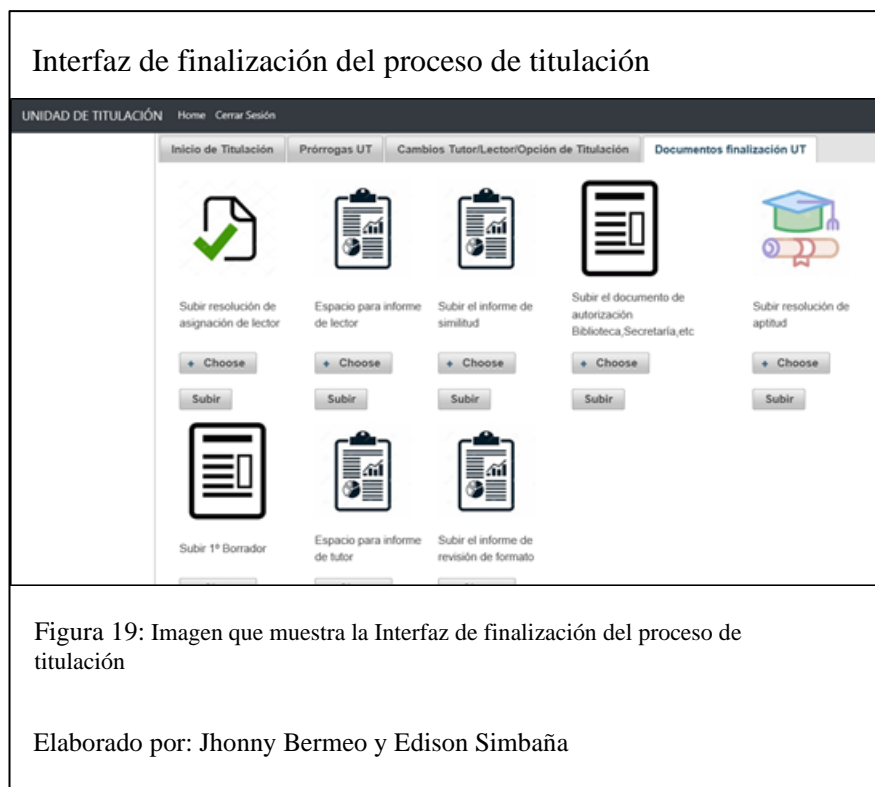 Interfaz de finalización del proceso de titulación
UNIDAD DE TITULACIÓN Home Cerrar Sesión
Inicio de Titulación Prórrogas UT Cambios Tutor/Lector/Opción de Titulación Documentos finalización UT
Subir resolución de
asignación de lector
Choose
Subir
Espacio para informe
de lector
Choose
Subir
Subir el informe de
similitud
Choose
Subir
Subir el documento de
autorización
Biblioteca,Secretaría,etc
Choose
Subir
Subir resolución de
aptitud
Choose
Subir
Subir 1º Borrador
Espacio para informe
de tutor
Subir el informe de
revisión de formato
Figura 19: Imagen que muestra la Interfaz de finalización del proceso de
titulación
Elaborado por: Jhonny Bermeo y Edison Simbaña